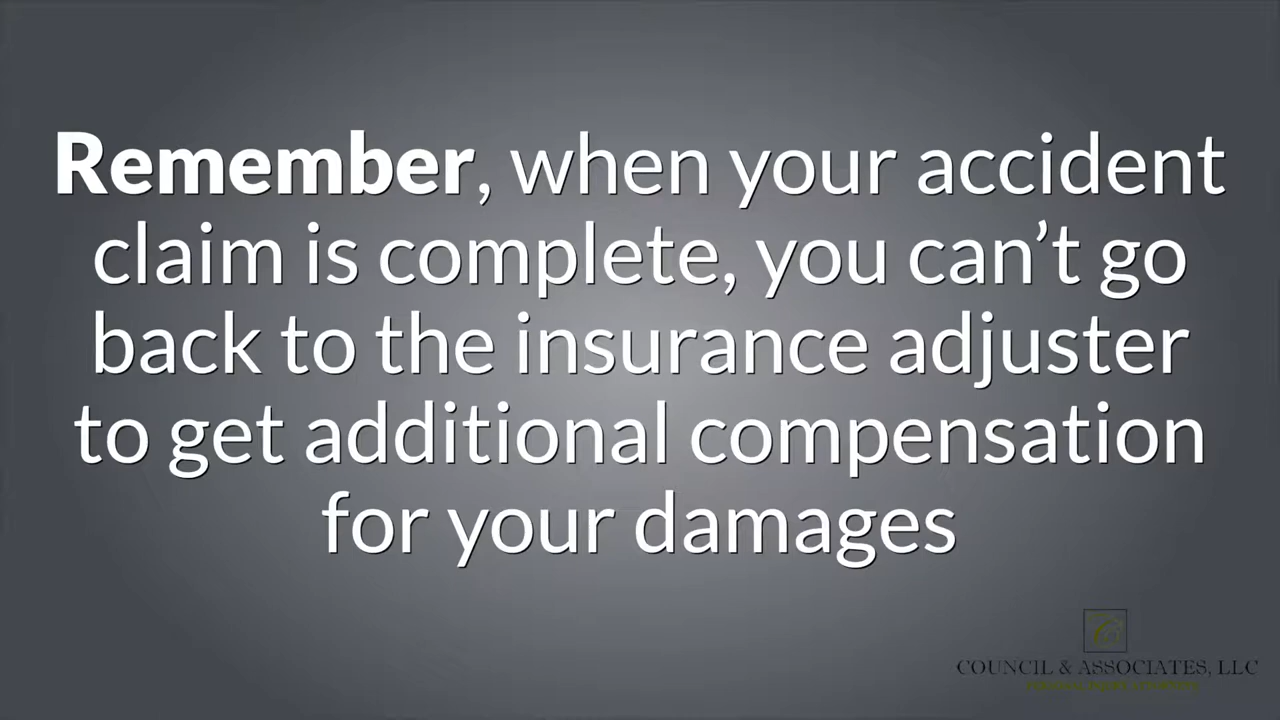 Remember, when your accident
claim is complete, you can’t go
back to the insurance adjuster
to get additional compensation
for your damages
COUNCIL & ASSOCIATES, LLC